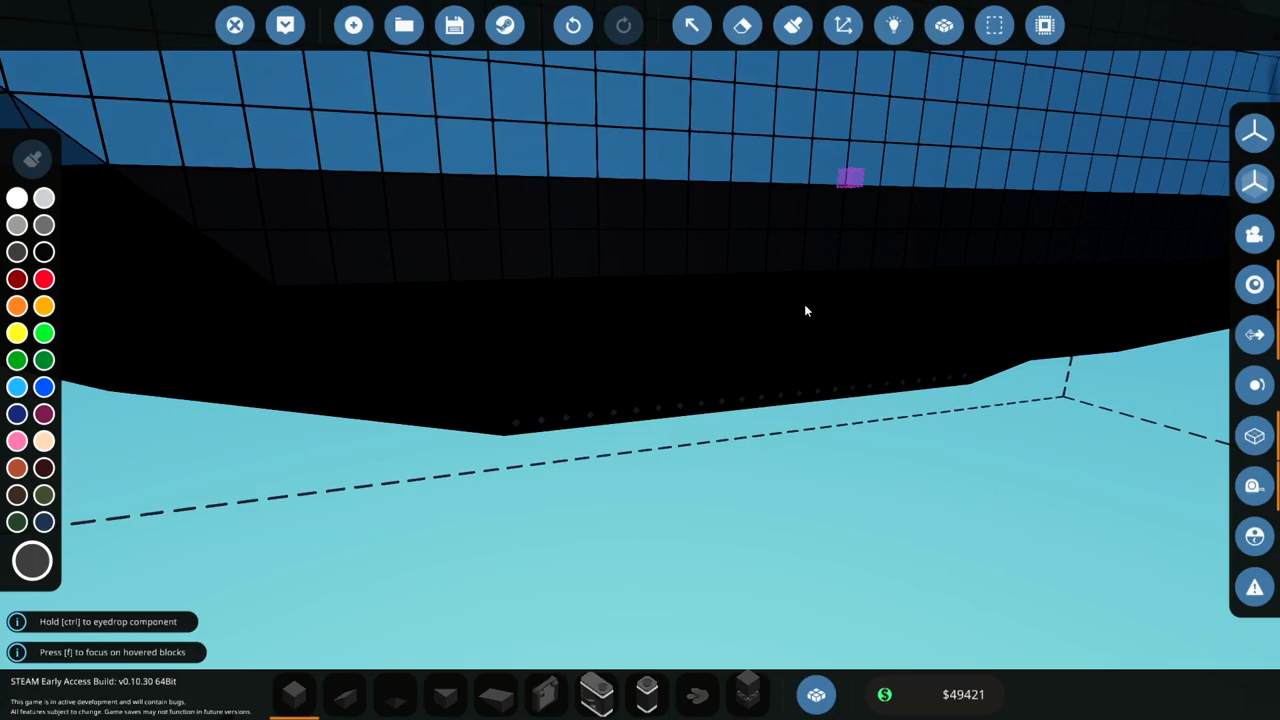 Hold [ctrl] to eyedrop component
Press [f] to focus on hovered blocks
STEAM Early Access Build: v0.10.30 64Bit
This game is in active development and will contain bugs.
All features subject to change. Game saves may not function in future versions.
$49421